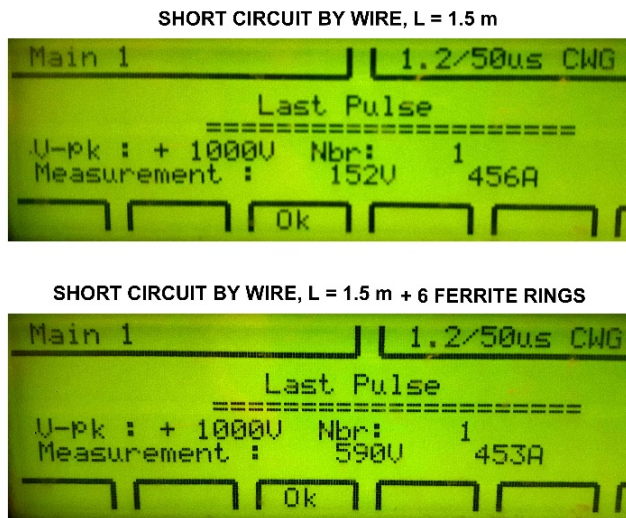 SHORT CIRCUIT BY WIRE, L = 1.5 m
Main 1 1.2/50us CWG
Last Pulse
=====================
U-pk : + 1000V Nbr: 1
Measurement : 152V 456A
Ok
SHORT CIRCUIT BY WIRE, L = 1.5 m + 6 FERRITE RINGS
Main 1 1.2/50us CWG
Last Pulse
=====================
U-pk : + 1000V Nbr: 1
Measurement : 590V 453A
Ok